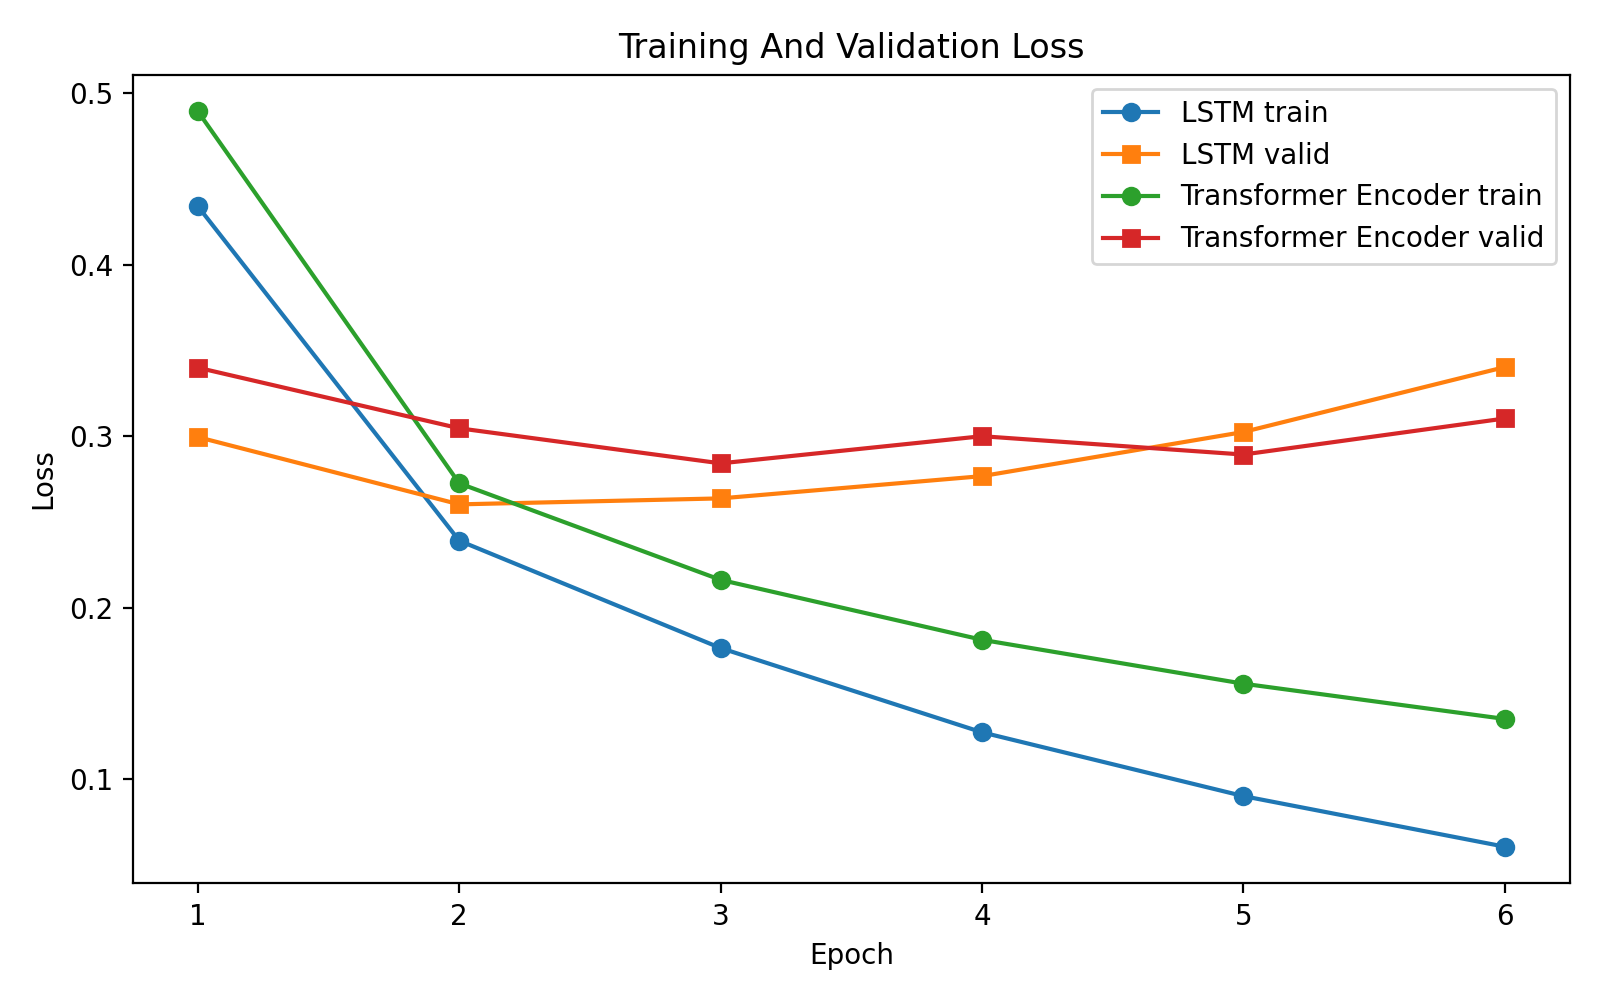 Training And Validation Loss
0.5
0.4
0.3
0.2
0.1
Loss
LSTM train
LSTM valid
Transformer Encoder train
Transformer Encoder valid
1 2 3 4 5 6
Epoch